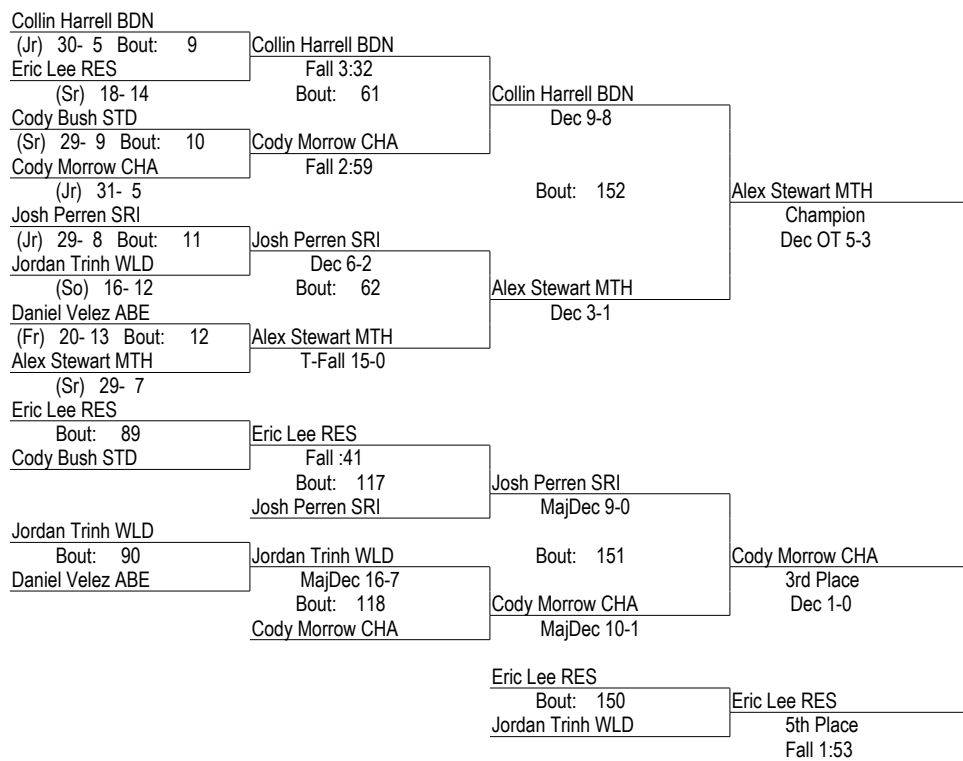 Collin Harrell BDN
(Jr) 30- 5 Bout: 9 Collin Harrell BDN
Eric Lee RES Fall 3:32
(Sr) 18- 14 Bout: 61 Collin Harrell BDN
Cody Bush STD Dec 9-8
(Sr) 29- 9 Bout: 10 Cody Morrow CHA
Cody Morrow CHA Fall 2:59
(Jr) 31- 5 Bout: 152 Alex Stewart MTH
Josh Perren SRI Champion
(Jr) 29- 8 Bout: 11 Josh Perren SRI Dec OT 5-3
Jordan Trinh WLD Dec 6-2
(So) 16- 12 Bout: 62 Alex Stewart MTH
Daniel Velez ABE Dec 3-1
(Fr) 20- 13 Bout: 12 Alex Stewart MTH
Alex Stewart MTH T-Fall 15-0
(Sr) 29- 7
Eric Lee RES
Bout: 89 Eric Lee RES
Cody Bush STD Fall :41
Bout: 117 Josh Perren SRI
Josh Perren SRI MajDec 9-0
Jordan Trinh WLD
Bout: 90 Jordan Trinh WLD Bout: 151 Cody Morrow CHA
Daniel Velez ABE MajDec 16-7 3rd Place
Bout: 118 Cody Morrow CHA Dec 1-0
Cody Morrow CHA MajDec 10-1
Eric Lee RES
Bout: 150 Eric Lee RES
Jordan Trinh WLD 5th Place
Fall 1:53